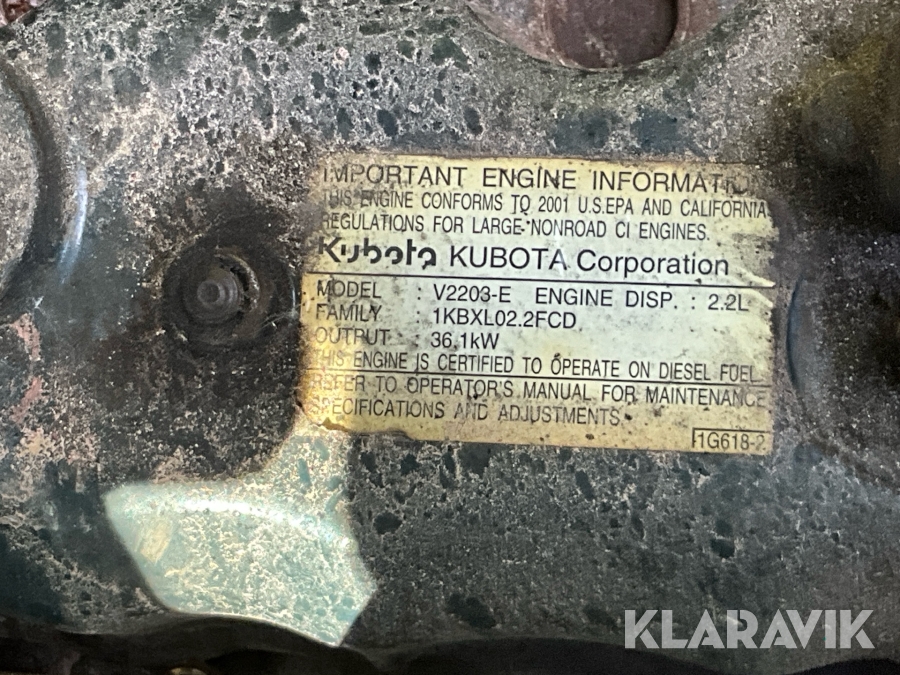 IMPORTANT ENGINE INFORMATIO
THIS ENGINE CONFORMS TO 2001 U.S.EPA AND CALIFORNIA
REGULATIONS FOR LARGE NONROAD CI ENGINES.
Kubota KUBOTA Corporation
MODEL : V2203-E ENGINE DISP. : 2.2L
FAMILY : 1KBXL02.2FCD
OUTPUT : 36.1kW
THIS ENGINE IS CERTIFIED TO OPERATE ON DIESEL FUEL
REFER TO OPERATOR'S MANUAL FOR MAINTENANCE
SPECIFICATIONS AND ADJUSTMENTS.
1G618-2
KLARAVIK